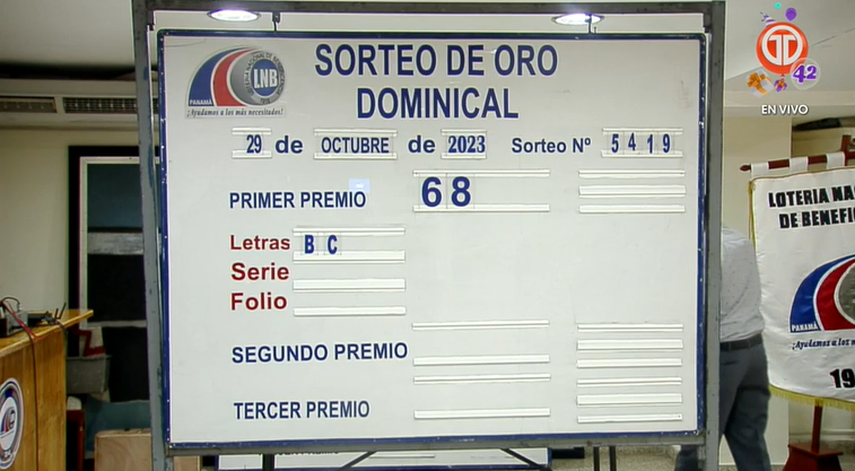 SORTEO DE ORO
DOMINICAL
LNB
PANAMÁ
¡Ayudamos a los más necesitados!
29 de OCTUBRE de 2023 Sorteo Nº 5419
PRIMER PREMIO 68
Letras B C
Serie
Folio
SEGUNDO PREMIO
TERCER PREMIO
42
EN VIVO
LOTERIA NA
DE BENEFI
PANAMÁ
¡Ayudamos a los
19